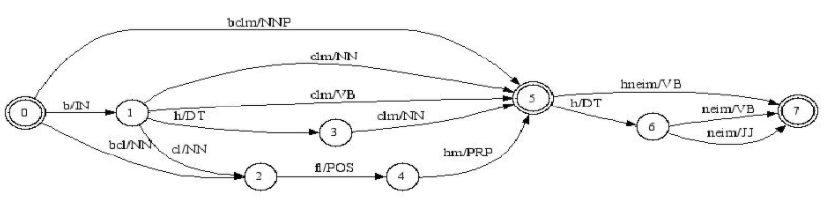 bclm/NNP
clm/NN
hneim/VB
clm/VB
0 b/IN 1 5 h/DT 7
h/DT clm/NN neim/VB
3 6
bcl/NN cl/NN neim/JJ
hm/PRP
fl/POS
2 4